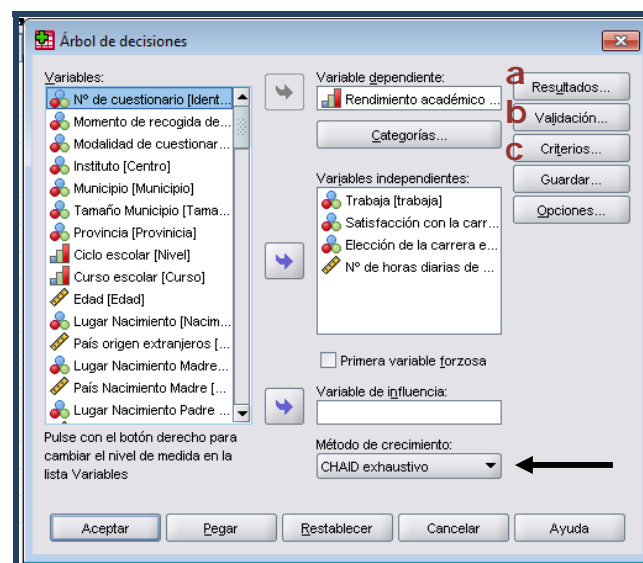 Árbol de decisiones
Variables:
Nº de cuestionario [Ident...
Momento de recogida de...
Modalidad de cuestionar...
Instituto [Centro]
Municipio [Municipio]
Tamaño Municipio [Tama...
Provincia [Provinicia]
Ciclo escolar [Nivel]
Curso escolar [Curso]
Edad [Edad]
Lugar Nacimiento [Nacim...
País origen extranjeros [...
Lugar Nacimiento Madre...
País Nacimiento Madre [...
Lugar Nacimiento Padre ...
Pulse con el botón derecho para
cambiar el nivel de medida en la
lista Variables
Variable dependiente:
Rendimiento académico ...
Categorías...
Variables independientes:
Trabaja [trabaja]
Satisfacción con la carr...
Elección de la carrera e...
Nº de horas diarias de ...
Primera variable forzosa
Variable de influencia:
Método de crecimiento:
CHAID exhaustivo
a Resultados...
b Validación...
c Criterios...
Guardar...
Opciones...
Aceptar Pegar Restablecer Cancelar Ayuda